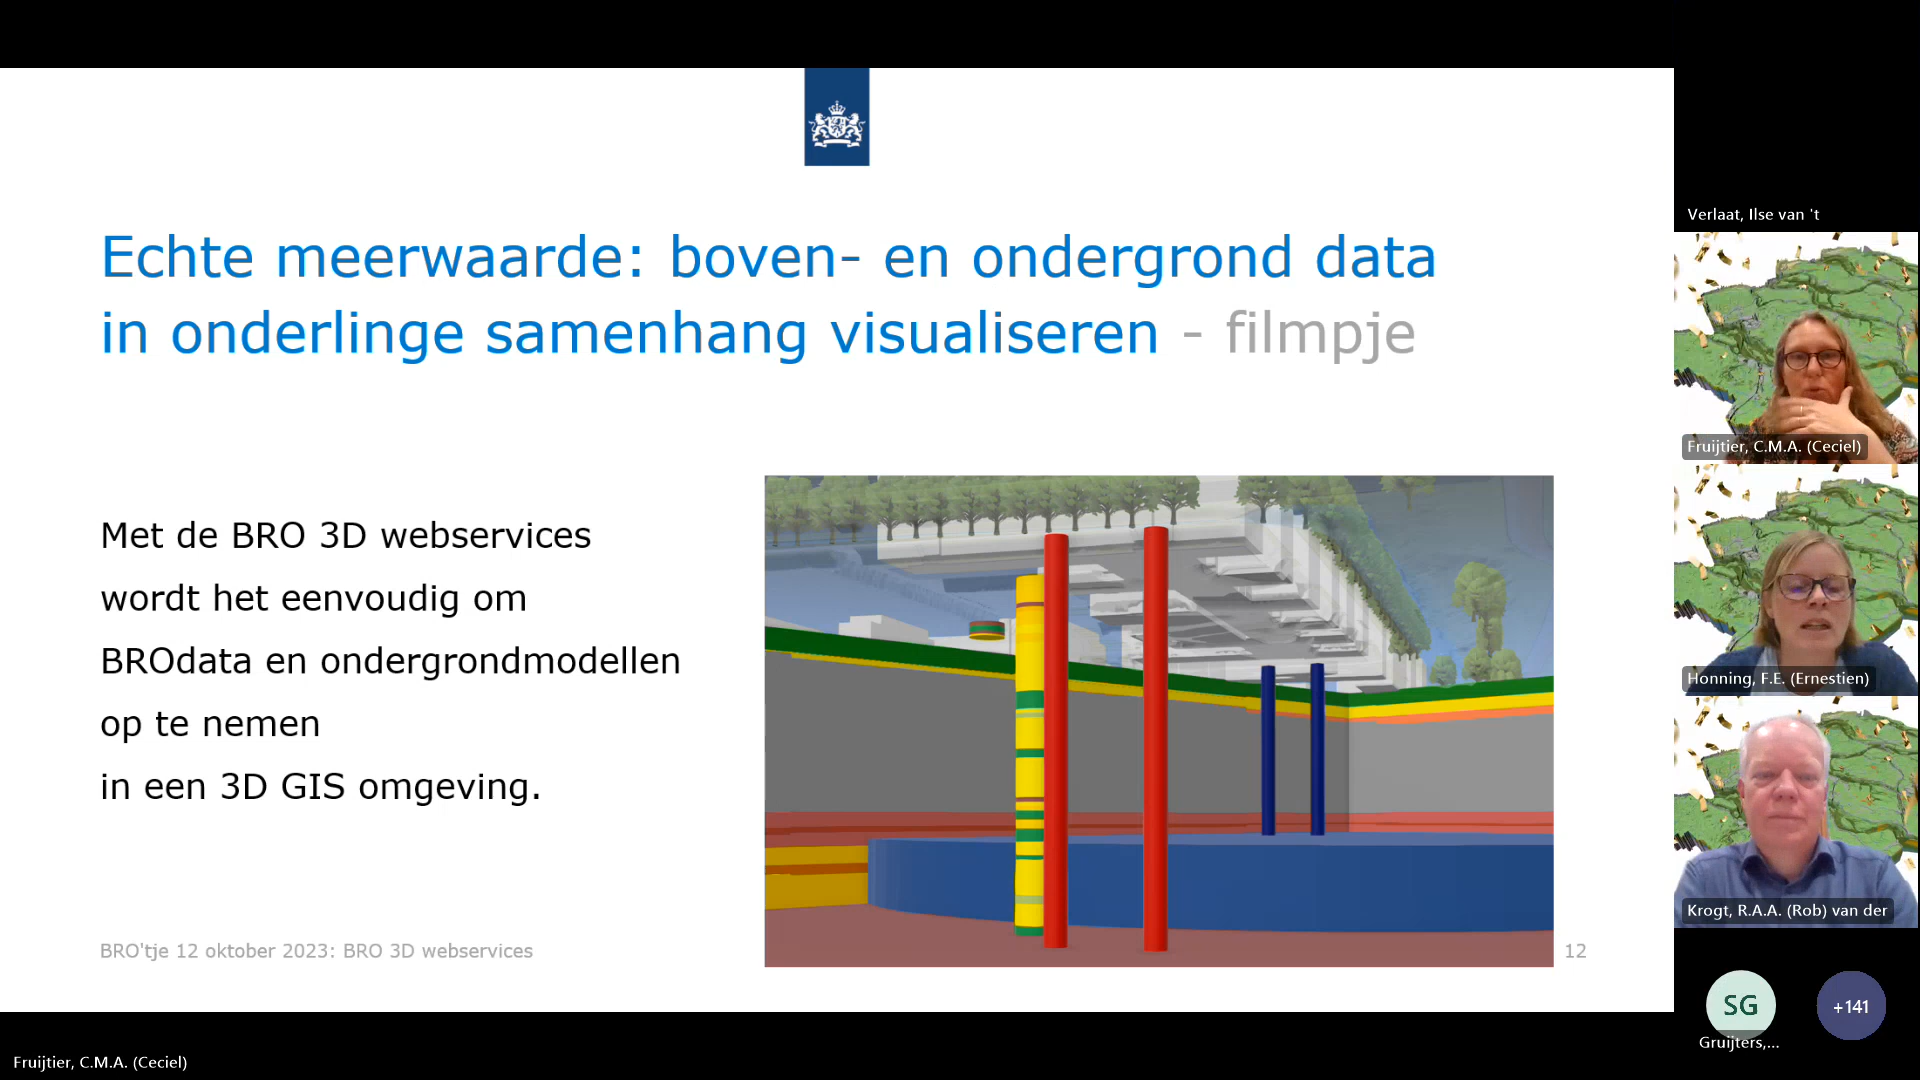 Echte meerwaarde: boven- en ondergrond data
in onderlinge samenhang visualiseren - filmpje
Met de BRO 3D webservices
wordt het eenvoudig om
BROdata en ondergrondmodellen
op te nemen
in een 3D GIS omgeving.
BRO'tje 12 oktober 2023: BRO 3D webservices
12
Verlaat, Ilse van 't
Fruijtier, C.M.A. (Ceciel)
Honning, F.E. (Ernestien)
Krogt, R.A.A. (Rob) van der
SG
+141
Gruijters,...
Fruijtier, C.M.A. (Ceciel)